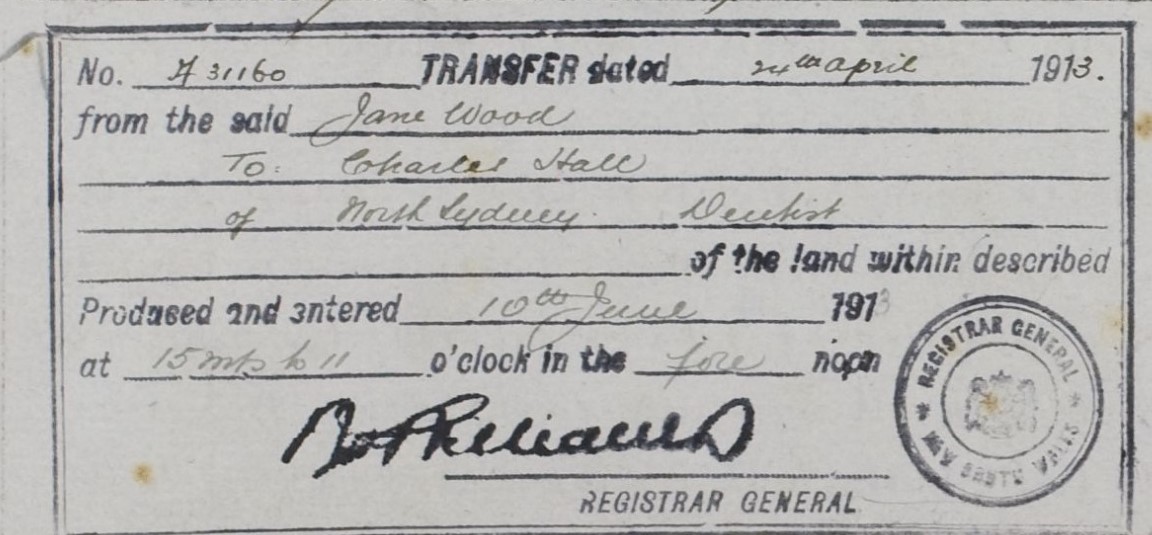 No. A 31160 TRANSFER dated 24th april 1913.
from the said Jane Wood
To: Charles Hall
of North Sydney. Dentist
of the land within described
Produced and entered 10th June 1913
at 15 mts to 11 o'clock in the fore noon
REGISTRAR GENERAL
REGISTRAR GENERAL
NEW SOUTH WALES